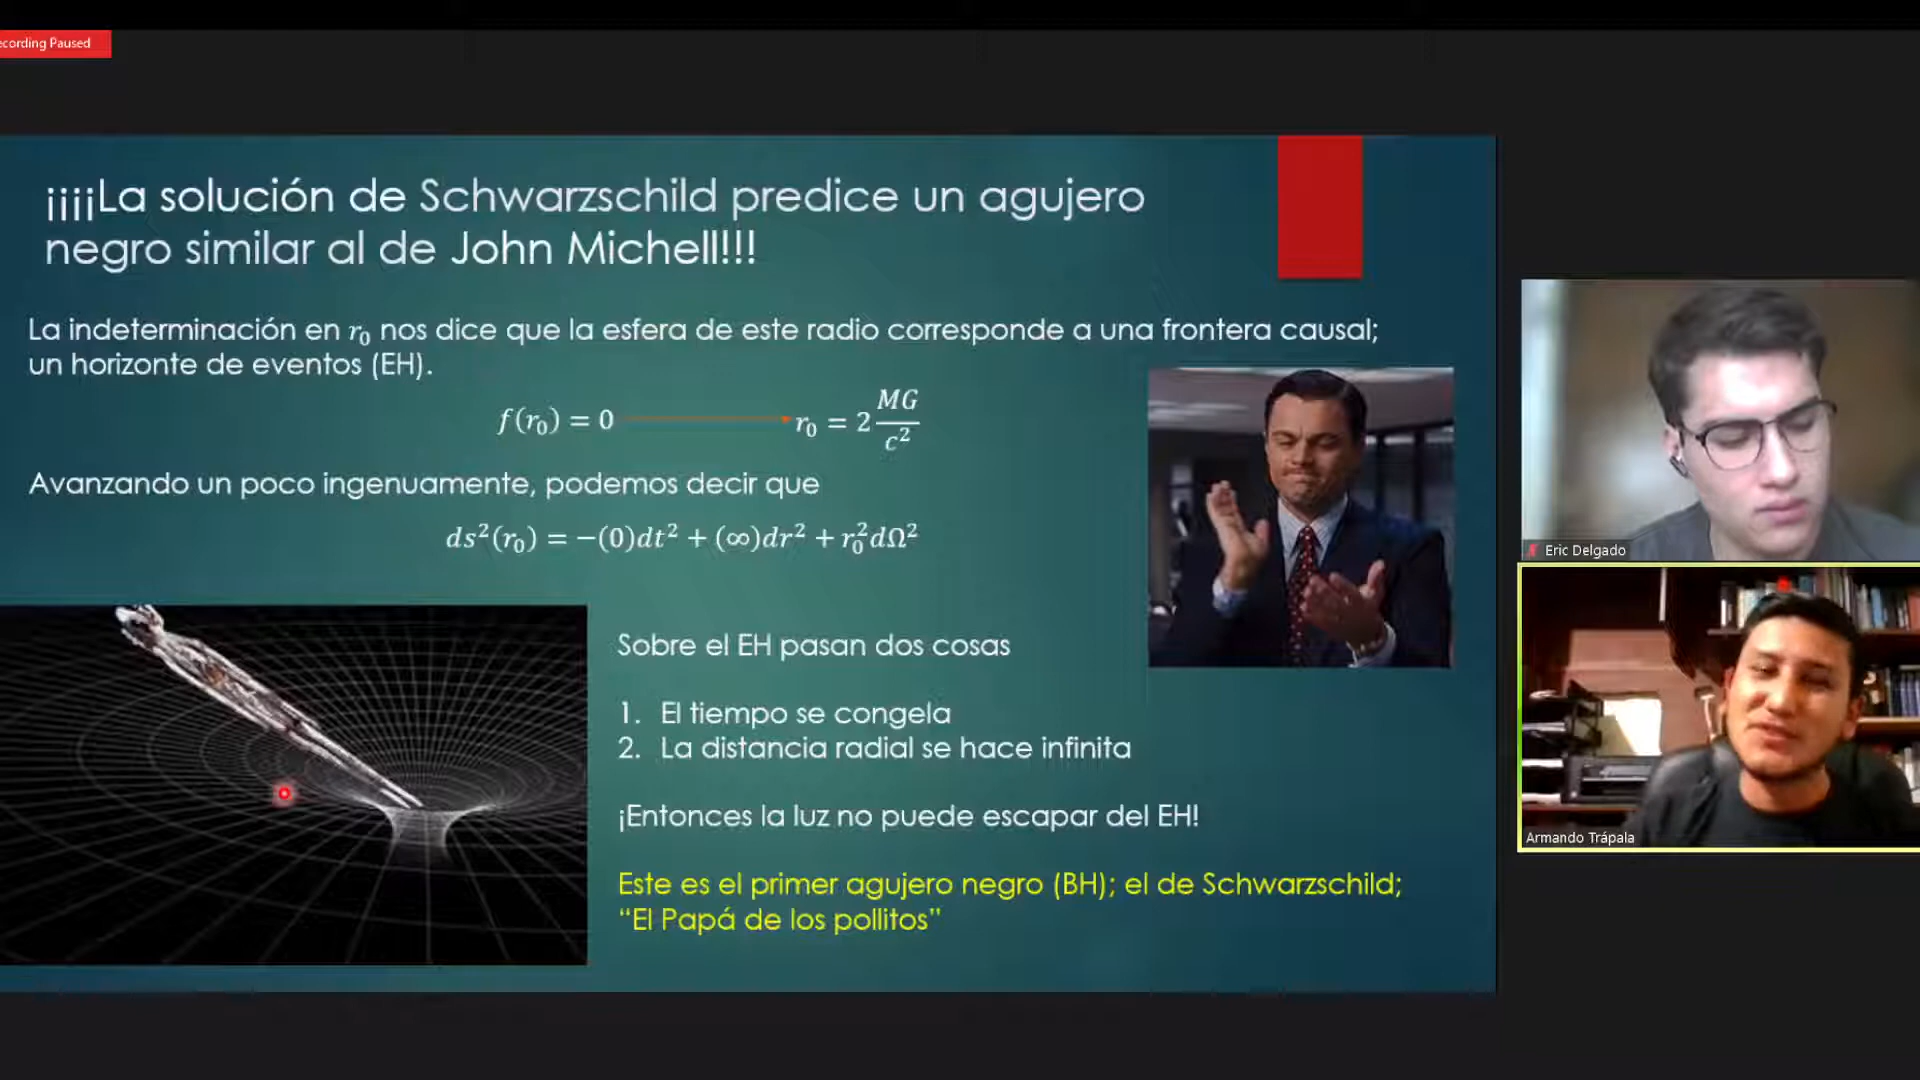 ecording Paused
¡¡¡¡La solución de Schwarzschild predice un agujero
negro similar al de John Michell!!!
La indeterminación en r₀ nos dice que la esfera de este radio corresponde a una frontera causal;
un horizonte de eventos (EH).
f(r₀) = 0 → r₀ = 2 MG/c²
Avanzando un poco ingenuamente, podemos decir que
ds²(r₀) = −(0)dt² + (∞)dr² + r₀²dΩ²
Sobre el EH pasan dos cosas
1. El tiempo se congela
2. La distancia radial se hace infinita
¡Entonces la luz no puede escapar del EH!
Este es el primer agujero negro (BH); el de Schwarzschild;
“El Papá de los pollitos”
Eric Delgado
Armando Trápala